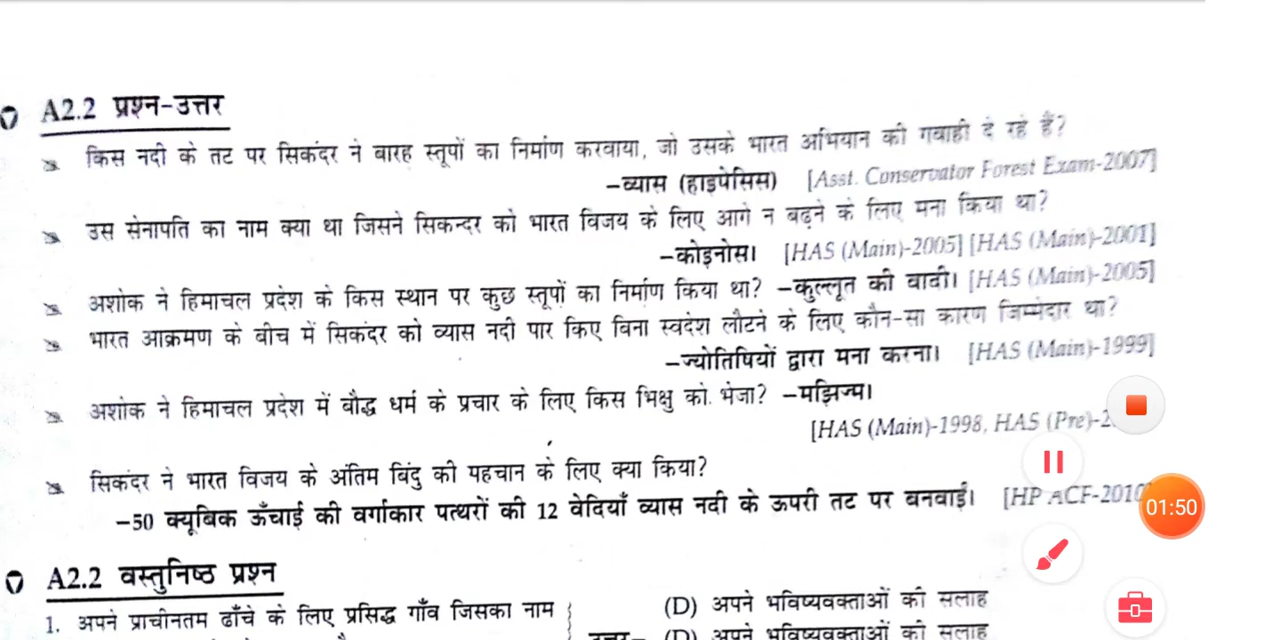 A2.2 प्रश्न-उत्तर
किस नदी के तट पर सिकंदर ने बारह स्तूपों का निर्माण करवाया, जो उसके भारत अभियान की गवाही दे रहे हैं?
–व्यास (हाइपेसिस) [Asst. Conservator Forest Exam-2007]
उस सेनापति का नाम क्या था जिसने सिकन्दर को भारत विजय के लिए आगे न बढ़ने के लिए मना किया था?
–कोइनोस। [HAS (Main)-2005] [HAS (Main)-2001]
अशोक ने हिमाचल प्रदेश के किस स्थान पर कुछ स्तूपों का निर्माण किया था? –कुल्लूत की वादी। [HAS (Main)-2005]
भारत आक्रमण के बीच में सिकंदर को व्यास नदी पार किए बिना स्वदेश लौटने के लिए कौन-सा कारण जिम्मेदार था?
–ज्योतिषियों द्वारा मना करना। [HAS (Main)-1999]
अशोक ने हिमाचल प्रदेश में बौद्ध धर्म के प्रचार के लिए किस भिक्षु को भेजा? –मझिज्म।
[HAS (Main)-1998, HAS (Pre)-2
सिकंदर ने भारत विजय के अंतिम बिंदु की पहचान के लिए क्या किया?
–50 क्यूबिक ऊँचाई की वर्गाकार पत्थरों की 12 वेदियाँ व्यास नदी के ऊपरी तट पर बनवाईं। [HP ACF-2010
01:50
A2.2 वस्तुनिष्ठ प्रश्न
1. अपने प्राचीनतम ढाँचे के लिए प्रसिद्ध गाँव जिसका नाम
(D) अपने भविष्यवक्ताओं की सलाह
उत्तर– (D) अपने भविष्यवक्ताओं की सलाह